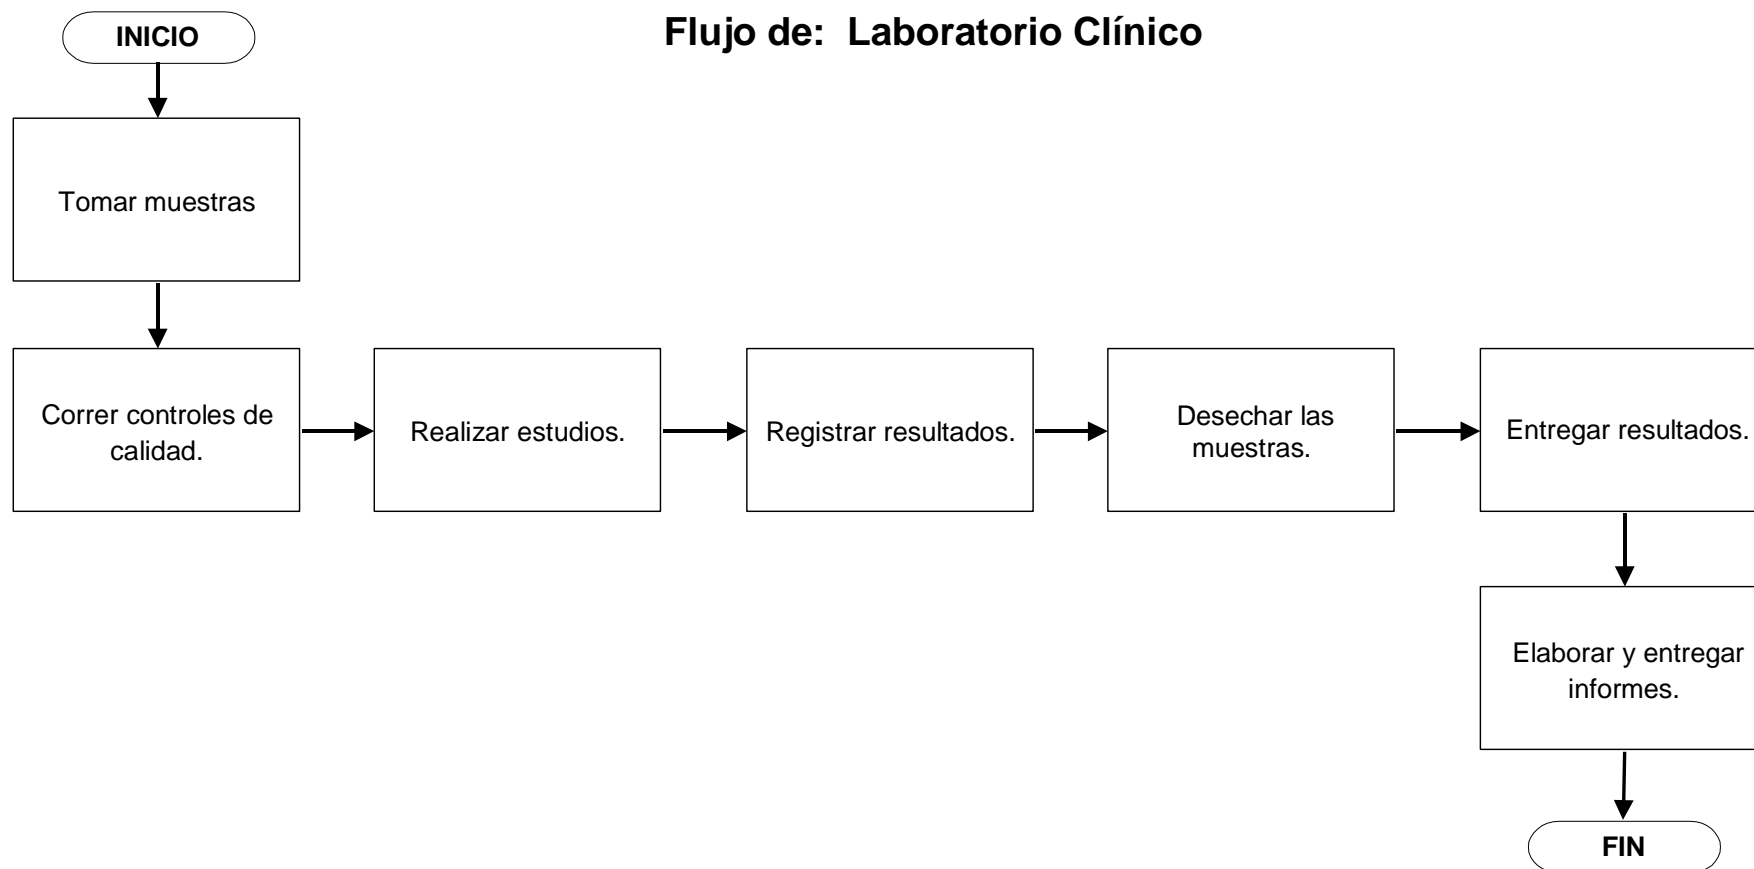 Flujo de:  Laboratorio Clínico
INICIO
Tomar muestras
Correr controles de
calidad.
Realizar estudios.
Registrar resultados.
Desechar las
muestras.
Entregar resultados.
Elaborar y entregar
informes.
FIN